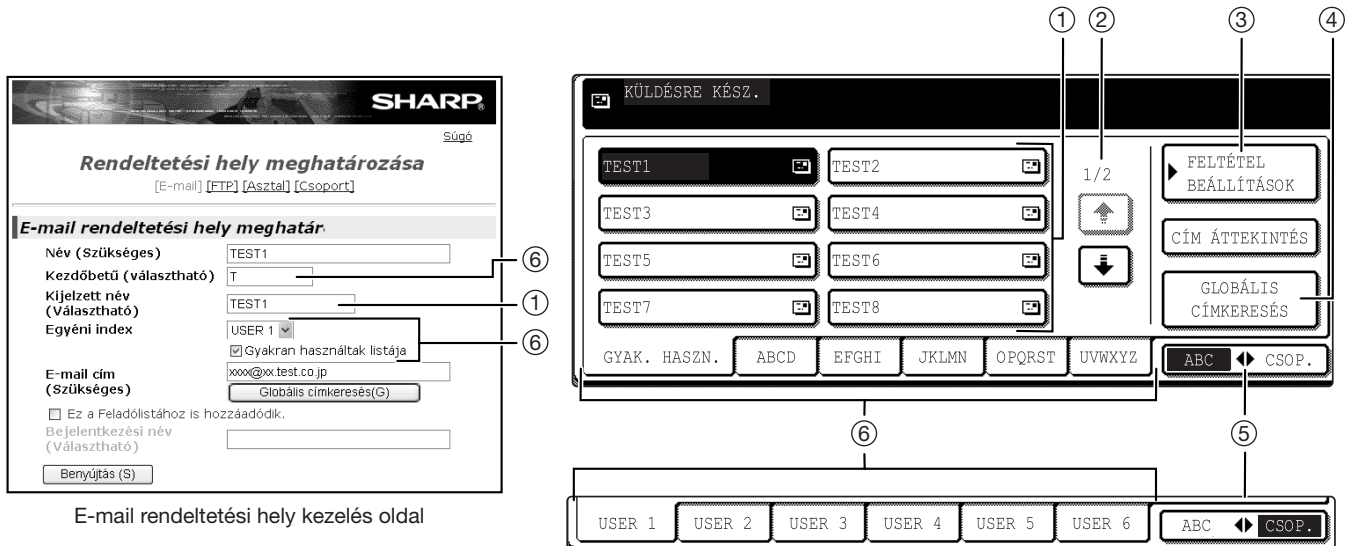 ① ② ③ ④
SHARP®
Súgó
Rendeltetési hely meghatározása
[E-mail] [FTP] [Asztal] [Csoport]
E-mail rendeltetési hely meghatár
Név (Szükséges) TEST1
Kezdőbetű (választható) T
⑥
Kijelzett név
(Választható) TEST1
①
Egyéni index USER 1
⑥
Gyakran használtak listája
E-mail cím
(Szükséges) xxxx@xx.test.co.jp
Globális címkeresés(G)
Ez a Feladólistához is hozzáadódik.
Bejelentkezési név
(Választható)
Benyújtás (S)
E-mail rendeltetési hely kezelés oldal
KÜLDÉSRE KÉSZ.
TEST1 TEST2
TEST3 TEST4
TEST5 TEST6
TEST7 TEST8
1/2
FELTÉTEL
BEÁLLÍTÁSOK
CÍM ÁTTEKINTÉS
GLOBÁLIS
CÍMKERESÉS
GYAK. HASZN. ABCD EFGHI JKLMN OPQRST UVWXYZ ABC CSOP.
⑥ ⑤
USER 1 USER 2 USER 3 USER 4 USER 5 USER 6 ABC CSOP.